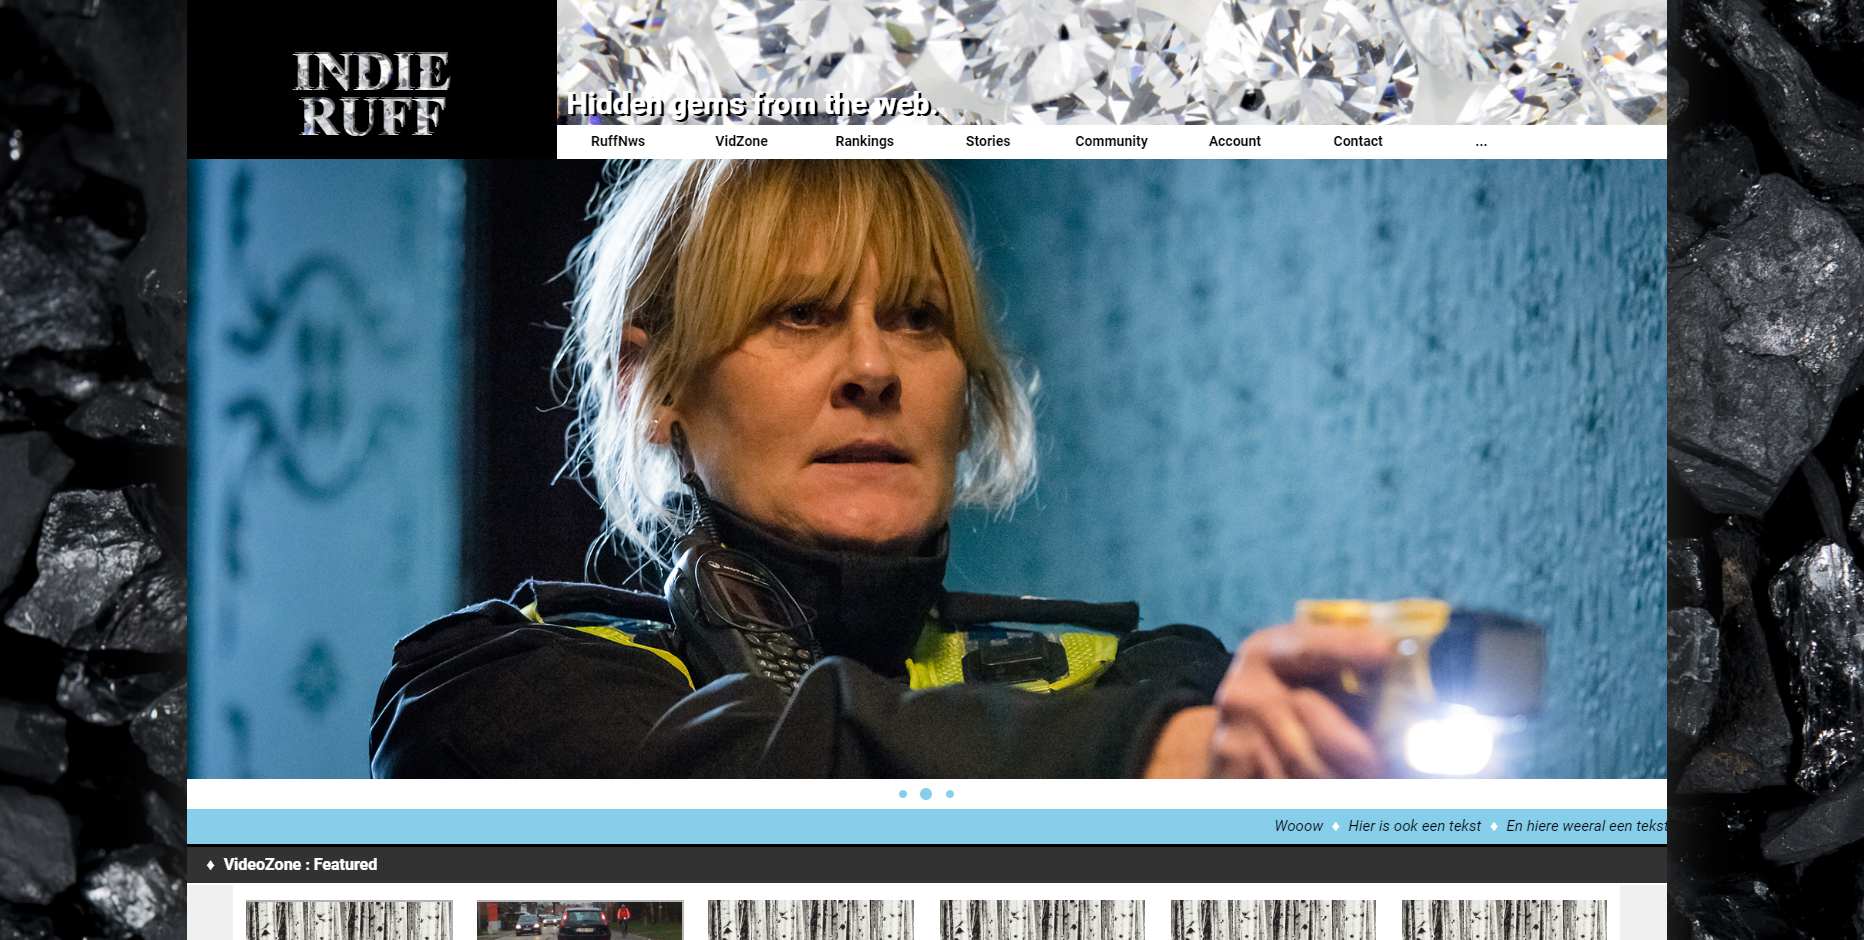 INDIE
RUFF
Hidden gems from the web.
RuffNws VidZone Rankings Stories Community Account Contact ...
Wooow ♦ Hier is ook een tekst ♦ En hiere weeral een tekst
♦ VideoZone : Featured